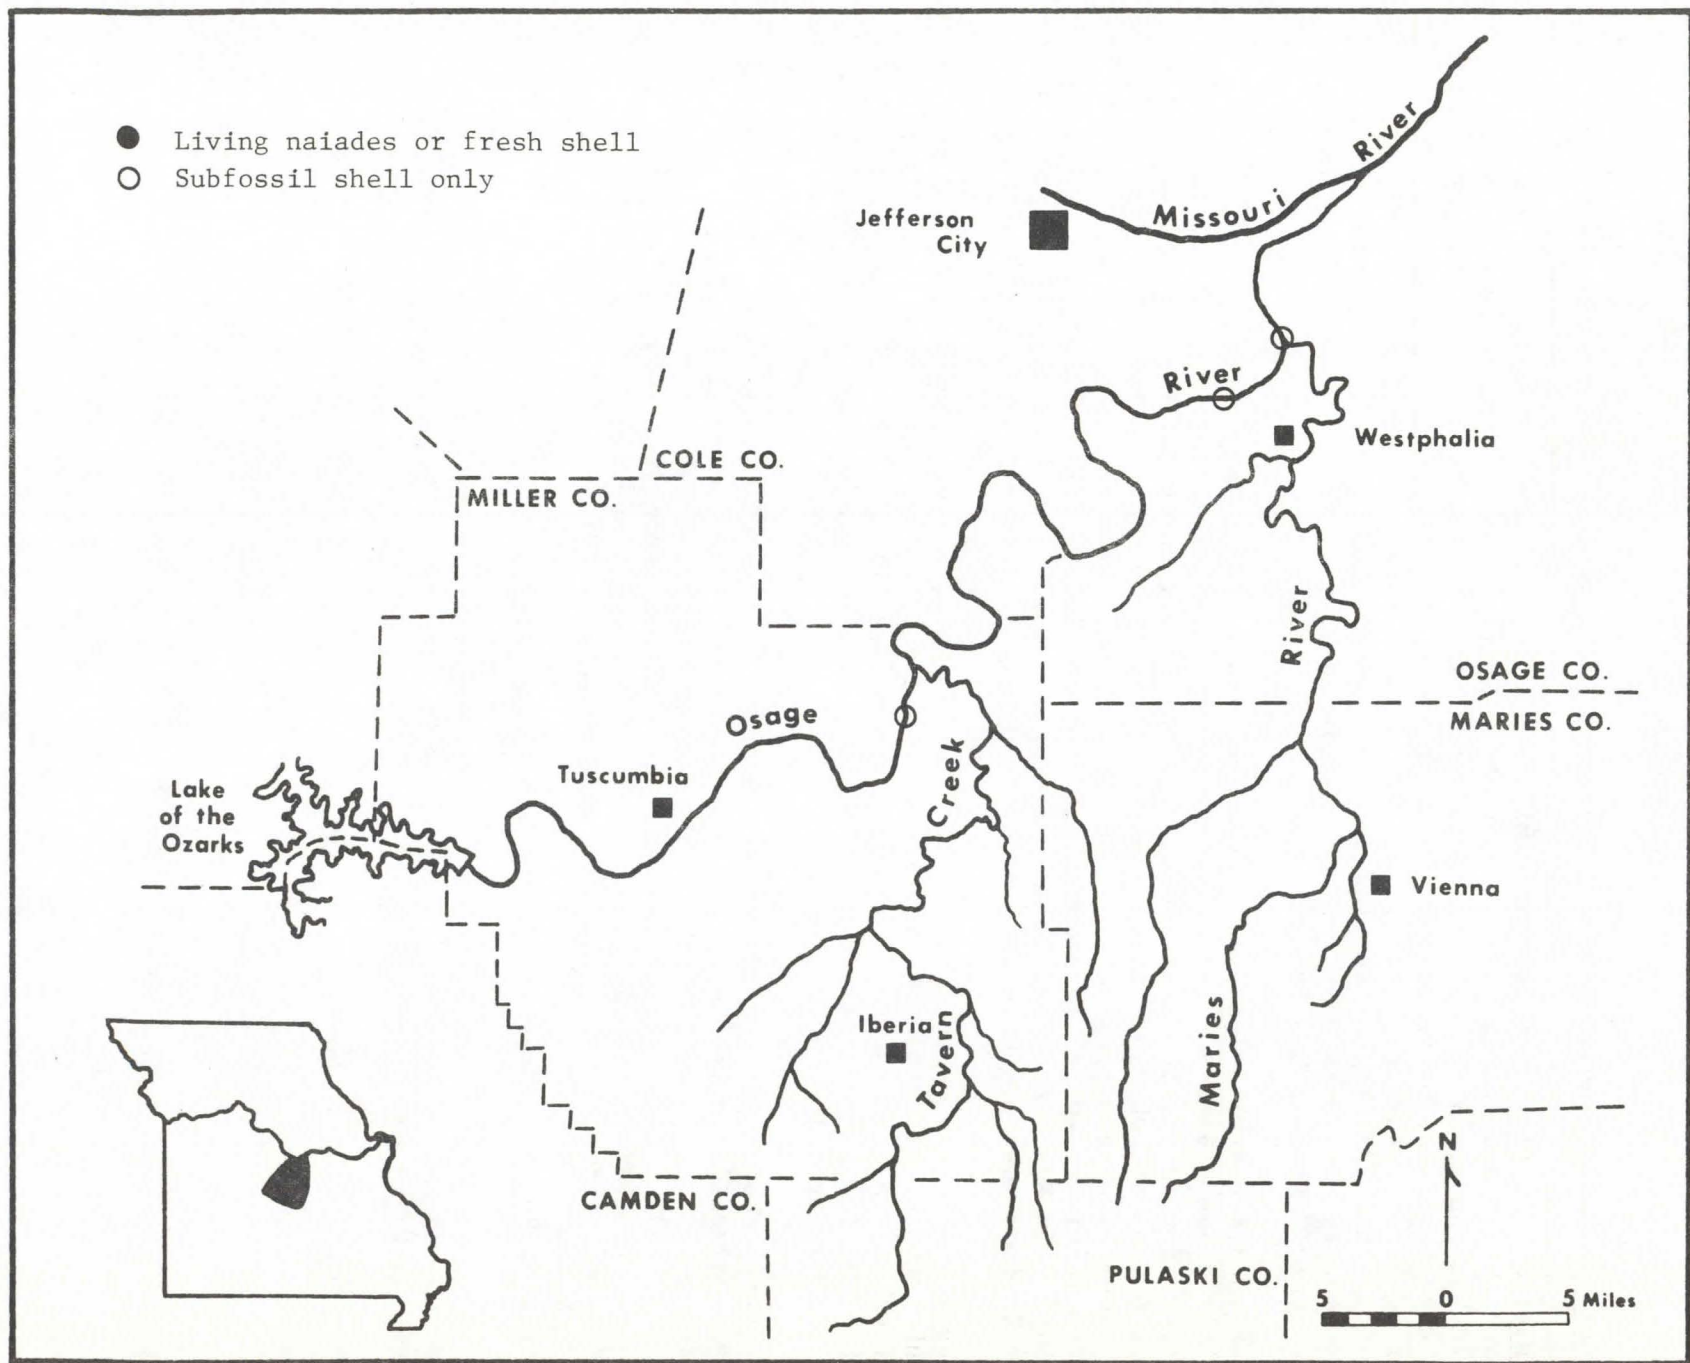 Living naiades or fresh shell
Subfossil shell only
Missouri River
Jefferson
City
River
Westphalia
COLE CO.
MILLER CO.
River
OSAGE CO.
MARIES CO.
Osage
Creek
Tuscumbia
Lake
of the
Ozarks
Vienna
Iberia
Tavern
Maries
N
CAMDEN CO.
PULASKI CO.
5 0 5 Miles